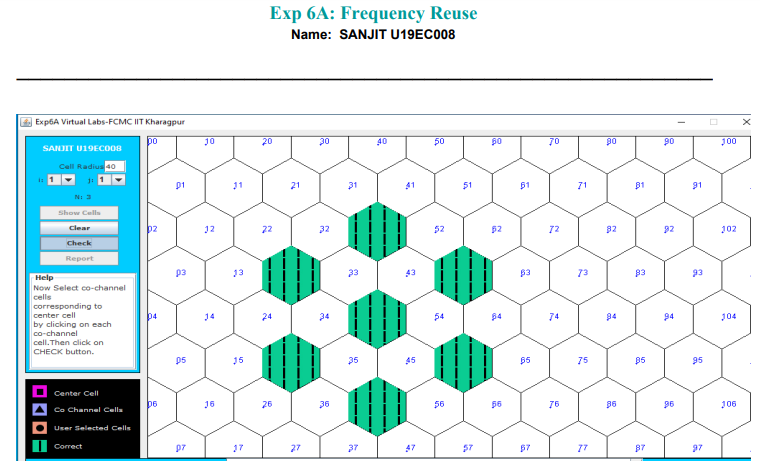 Exp 6A: Frequency Reuse
Name: SANJIT U19EC008
Exp6A Virtual Labs-FCMC IIT Kharagpur
SANJIT U19EC008
Cell Radius 40
i: 1 j: 1
N: 3
Show Cells
Clear
Check
Report
Help
Now Select co-channel
cells
corresponding to
center cell
by clicking on each
co-channel
cell.Then click on
CHECK button.
Center Cell
Co Channel Cells
User Selected Cells
Correct
00 10 20 30 40 50 60 70 80 90 100
01 11 21 31 41 51 61 71 81 91
02 12 22 32 52 62 72 82 92 102
03 13 33 43 63 73 83 93
04 14 24 34 54 64 74 84 94 104
05 15 35 45 65 75 85 95
06 16 26 36 56 66 76 86 96 106
07 17 27 37 47 57 67 77 87 97